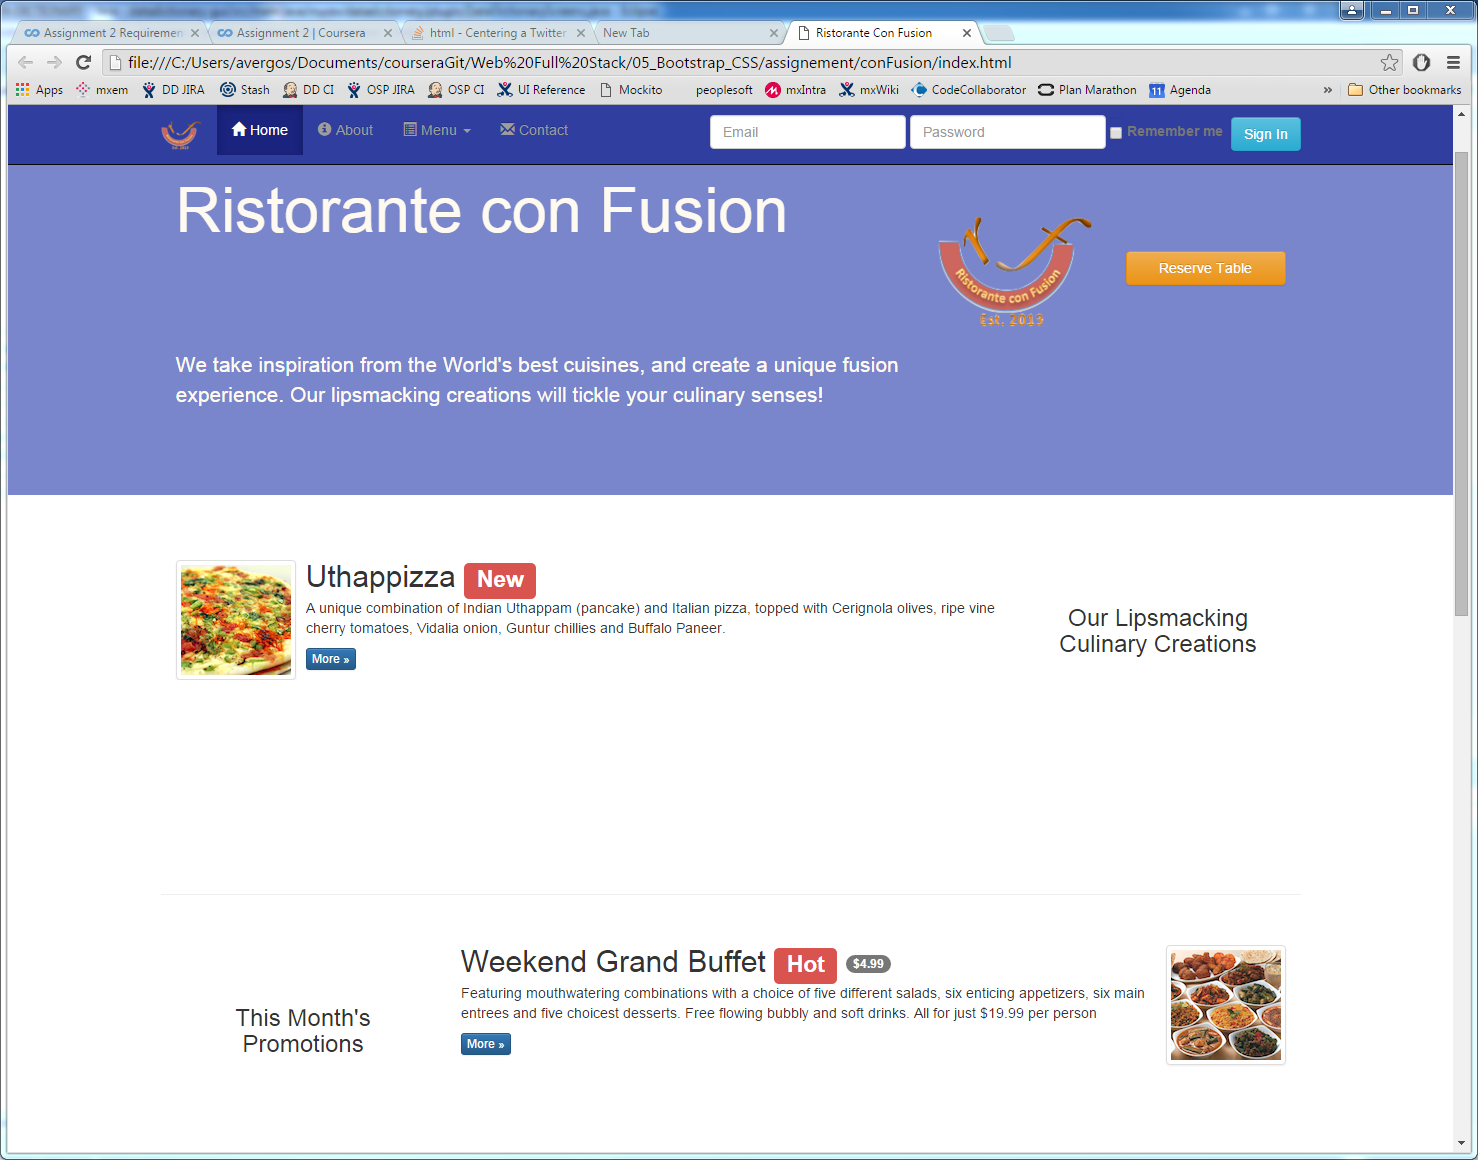 Assignment 2 Requiremen
Assignment 2 | Coursera
html - Centering a Twitter
New Tab
Ristorante Con Fusion
file:///C:/Users/avergos/Documents/courseraGit/Web%20Full%20Stack/05_Bootstrap_CSS/assignement/conFusion/index.html
Apps mxem DD JIRA Stash DD CI OSP JIRA OSP CI UI Reference Mockito peoplesoft mxIntra mxWiki CodeCollaborator Plan Marathon 11 Agenda » Other bookmarks
Home About Menu Contact Email Password Remember me Sign In
Ristorante con Fusion
Ristorante con Fusion
Est. 2013
Reserve Table
We take inspiration from the World's best cuisines, and create a unique fusion
experience. Our lipsmacking creations will tickle your culinary senses!
Uthappizza New
A unique combination of Indian Uthappam (pancake) and Italian pizza, topped with Cerignola olives, ripe vine
cherry tomatoes, Vidalia onion, Guntur chillies and Buffalo Paneer.
More »
Our Lipsmacking
Culinary Creations
This Month's
Promotions
Weekend Grand Buffet Hot $4.99
Featuring mouthwatering combinations with a choice of five different salads, six enticing appetizers, six main
entrees and five choicest desserts. Free flowing bubbly and soft drinks. All for just $19.99 per person
More »